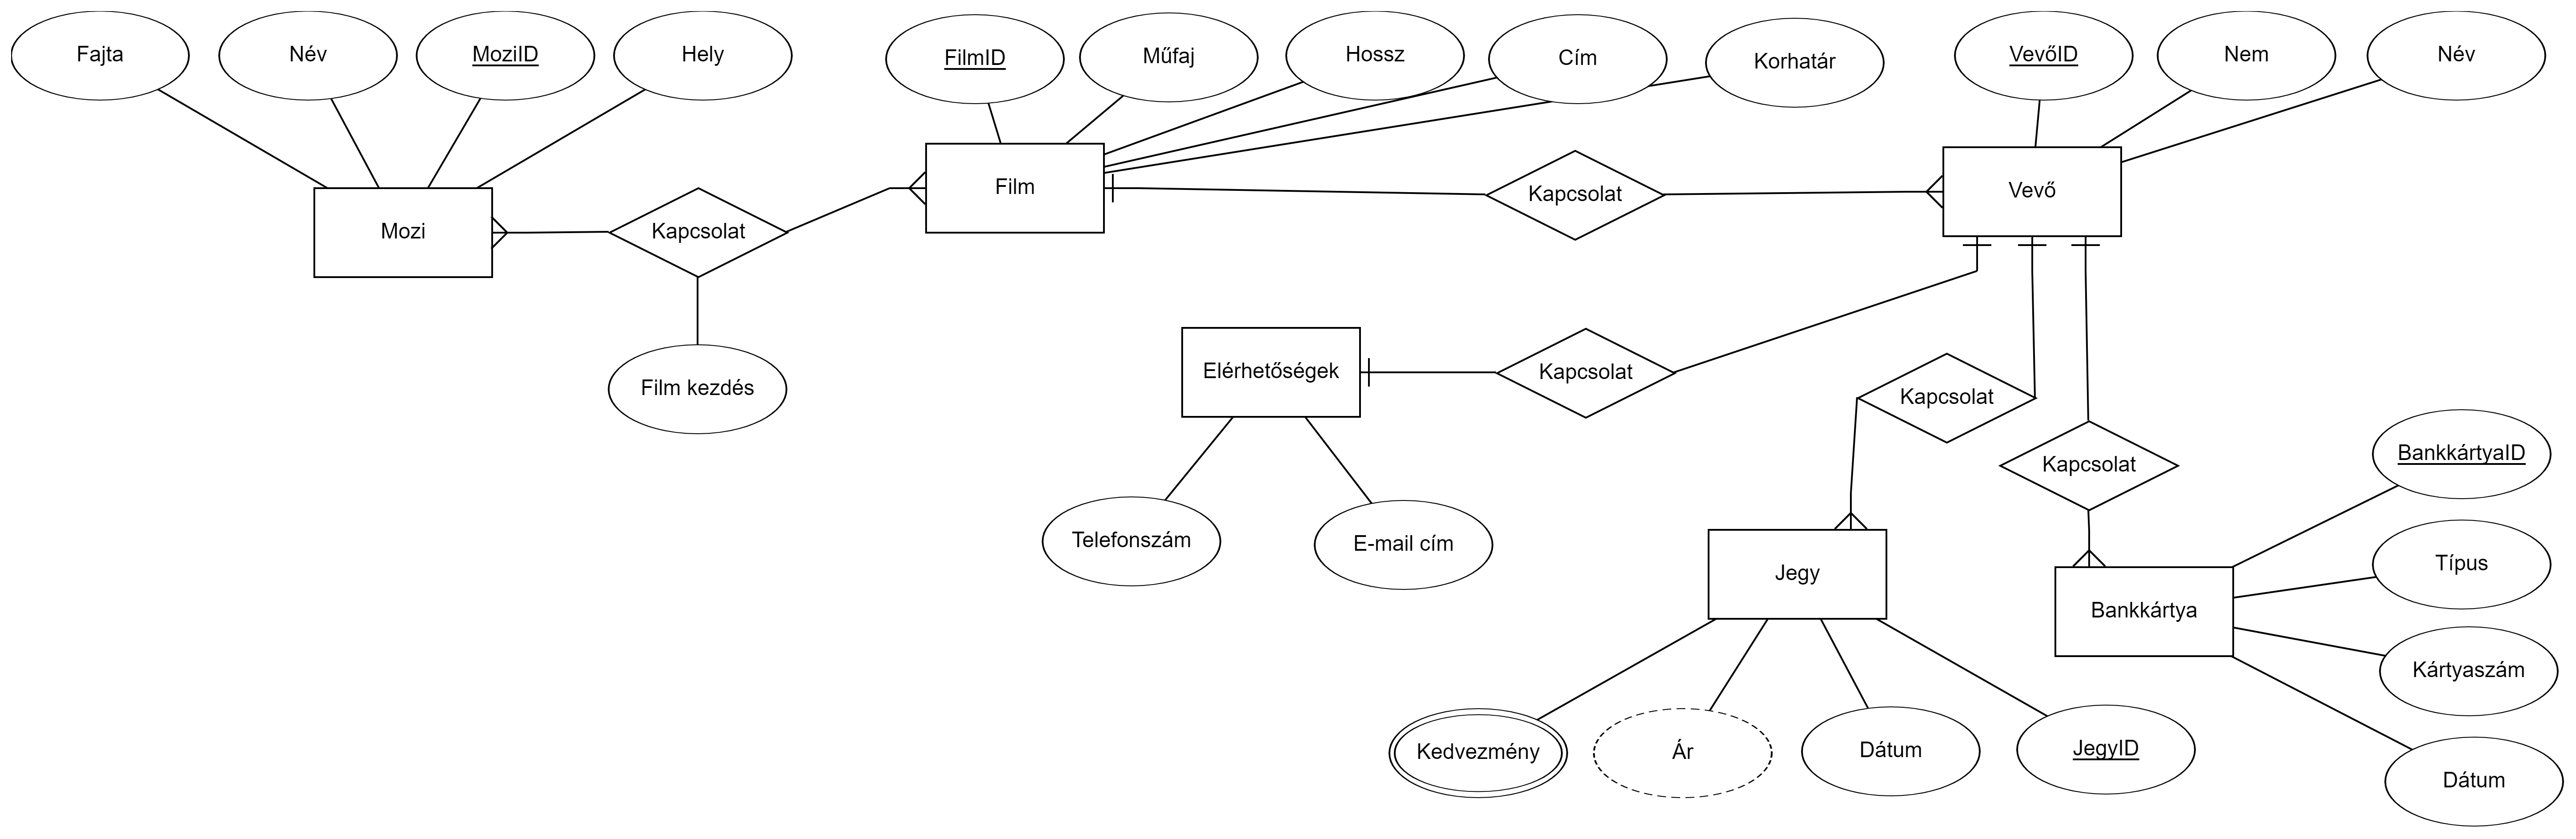 Fajta
Név
MoziID
Hely
FilmID
Műfaj
Hossz
Cím
Korhatár
VevőID
Nem
Név
Mozi
Kapcsolat
Film
Kapcsolat
Vevő
Film kezdés
Elérhetőségek
Kapcsolat
Kapcsolat
Kapcsolat
BankkártyaID
Telefonszám
E-mail cím
Jegy
Típus
Bankkártya
Kártyaszám
Kedvezmény
Ár
Dátum
JegyID
Dátum